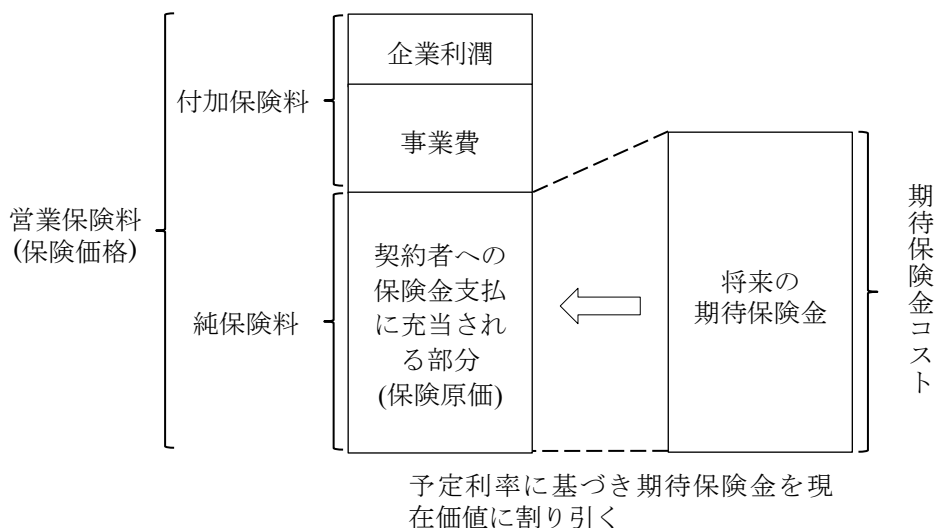 企業利潤
付加保険料
事業費
営業保険料
(保険価格)
純保険料
契約者への
保険金支払
に充当され
る部分
(保険原価)
将来の
期待保険金
期待保険金コスト
予定利率に基づき期待保険金を現
在価値に割り引く